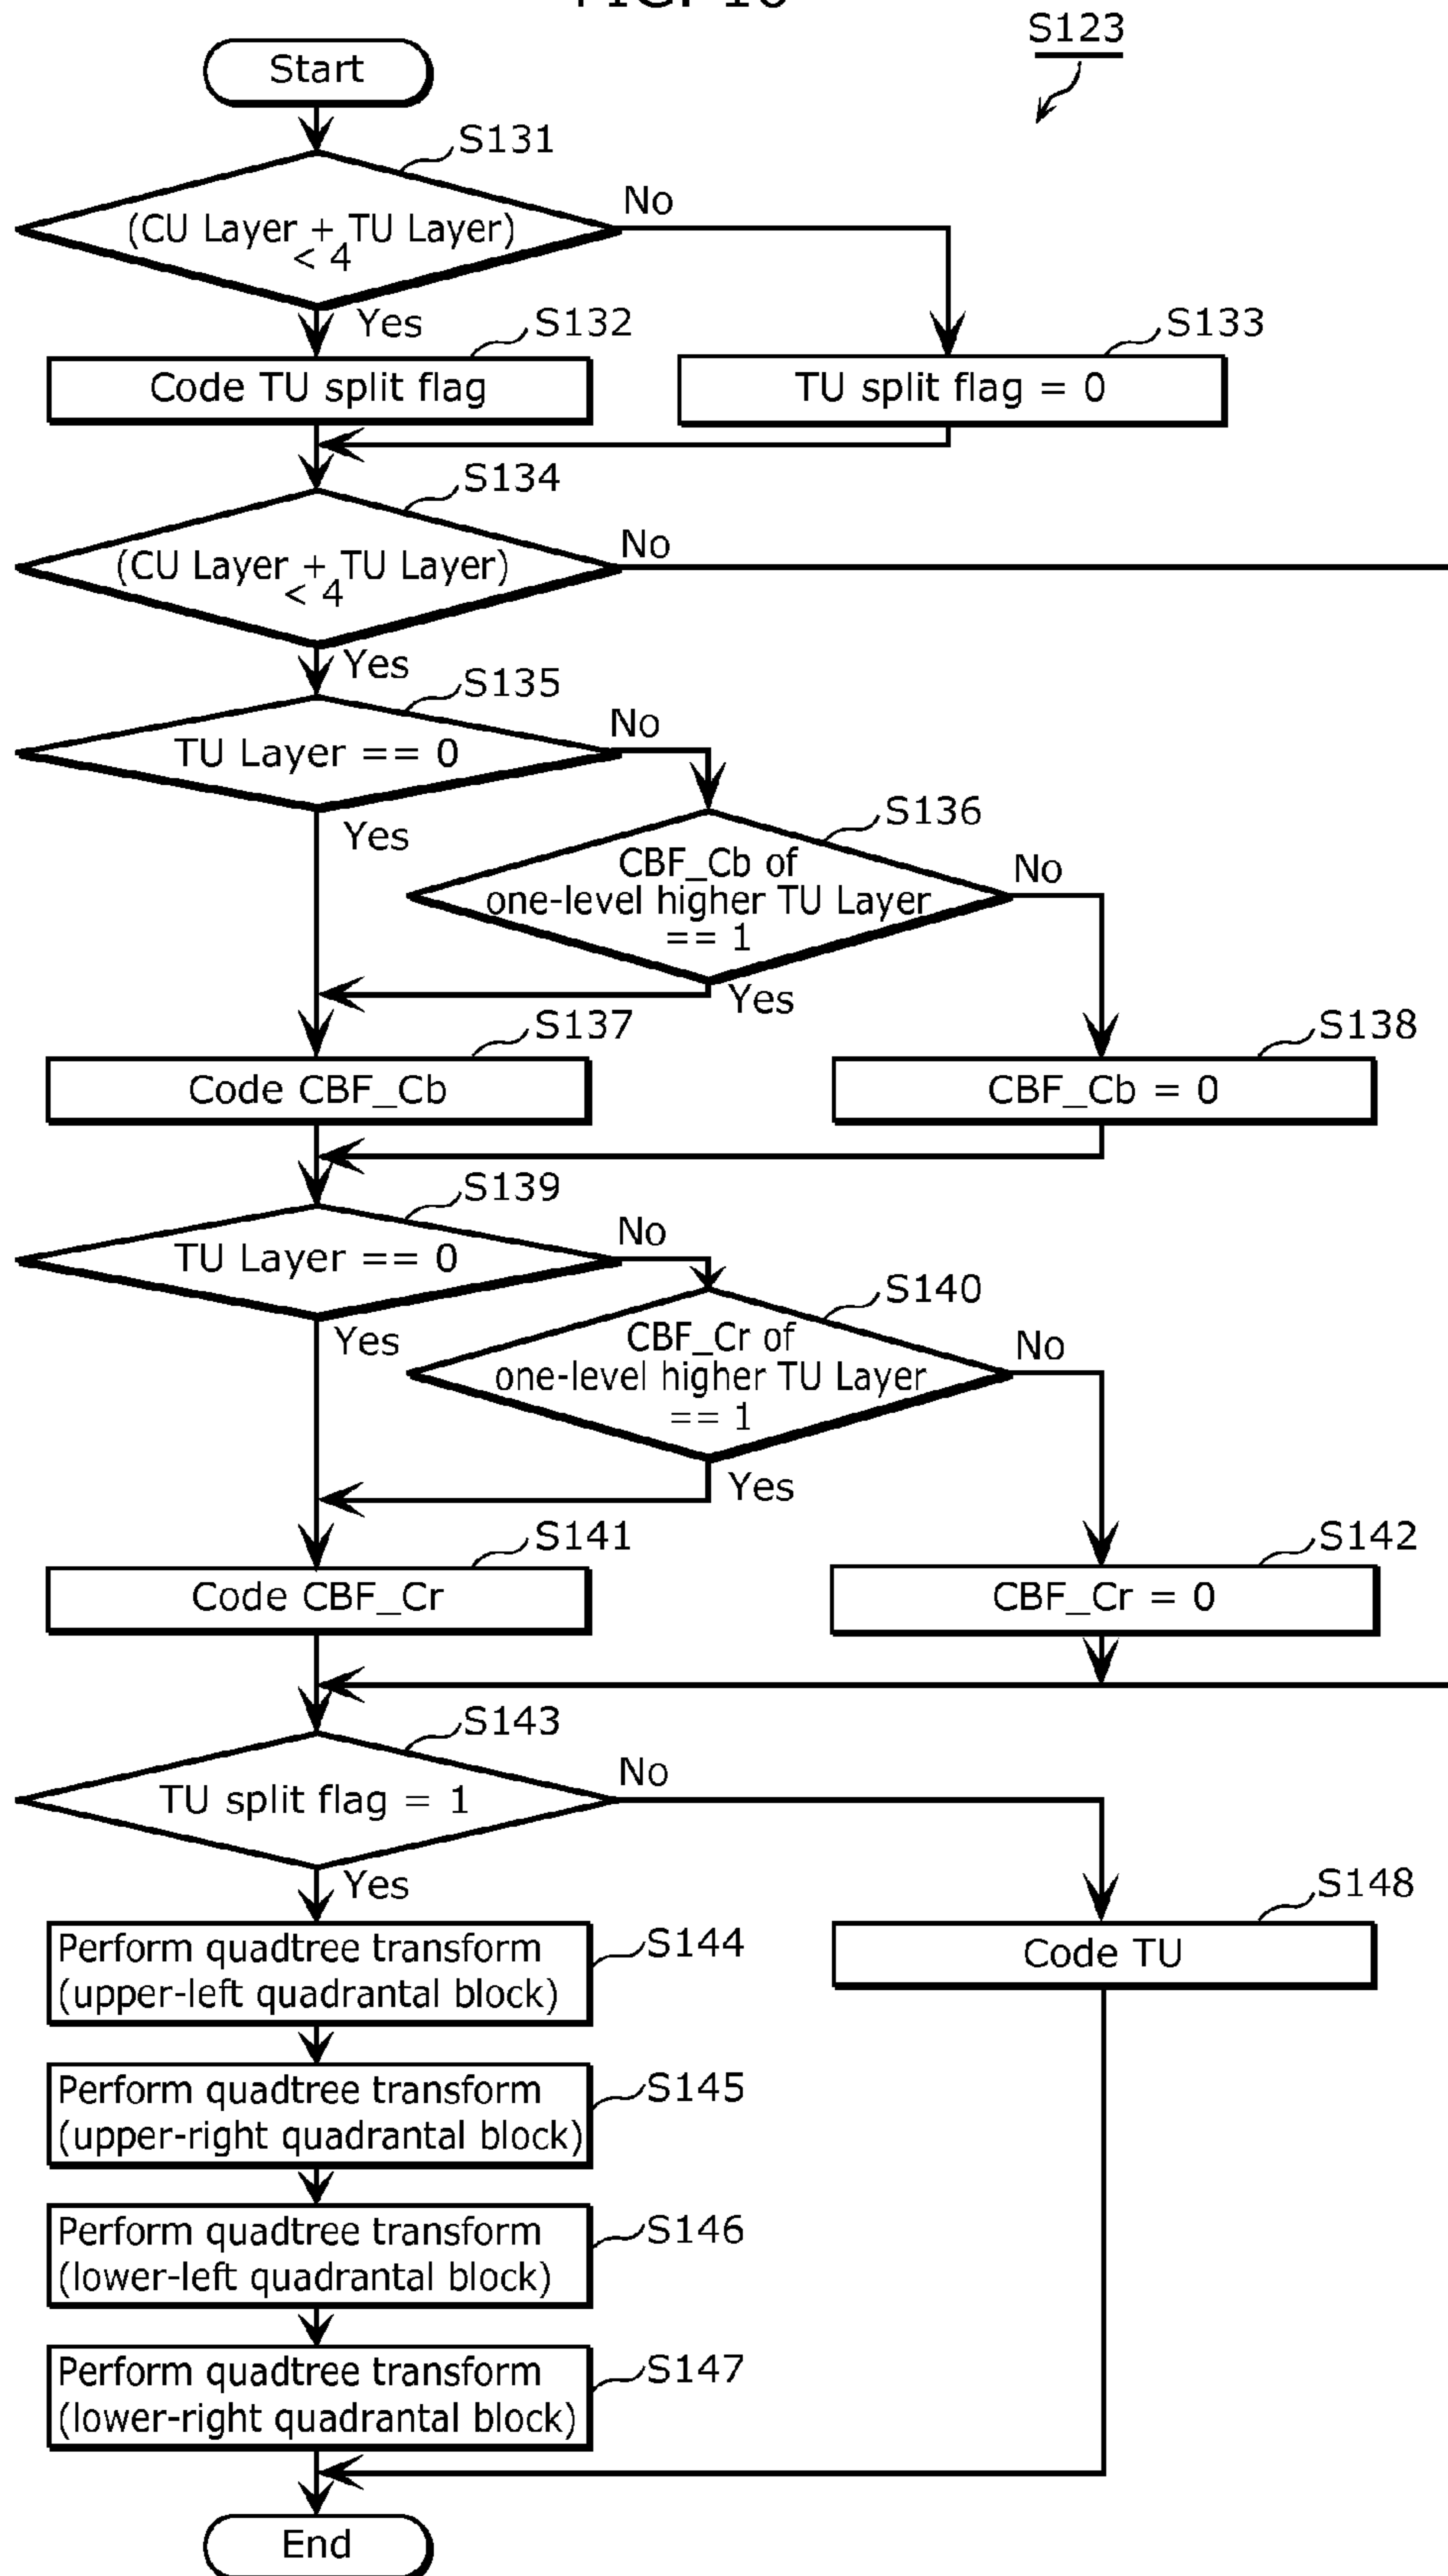 S123
Start
S131
(CU Layer + TU Layer)
< 4
No
Yes
S132
S133
Code TU split flag
TU split flag = 0
S134
(CU Layer + TU Layer)
< 4
No
Yes
S135
TU Layer == 0
No
Yes
S136
CBF_Cb of
one-level higher TU Layer
== 1
No
Yes
S137
S138
Code CBF_Cb
CBF_Cb = 0
S139
TU Layer == 0
No
Yes
S140
CBF_Cr of
one-level higher TU Layer
== 1
No
Yes
S141
S142
Code CBF_Cr
CBF_Cr = 0
S143
TU split flag = 1
No
Yes
S144
Perform quadtree transform
(upper-left quadrantal block)
S148
Code TU
S145
Perform quadtree transform
(upper-right quadrantal block)
S146
Perform quadtree transform
(lower-left quadrantal block)
S147
Perform quadtree transform
(lower-right quadrantal block)
End